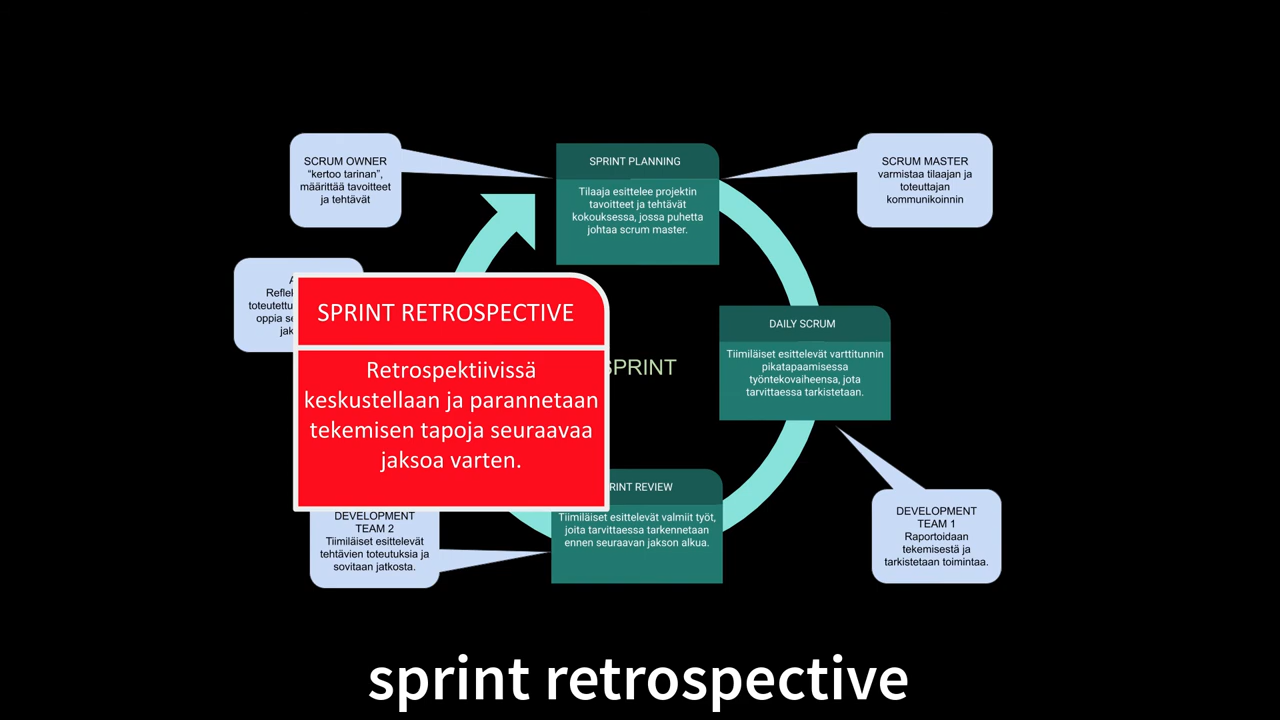 SCRUM OWNER
"kertoo tarinan",
määrittää tavoitteet
ja tehtävät
SPRINT PLANNING
Tilaaja esittelee projektin
tavoitteet ja tehtävät
kokouksessa, jossa puhetta
johtaa scrum master.
SCRUM MASTER
varmistaa tilaajan ja
toteuttajan
kommunikoinnin
oppia
SPRINT RETROSPECTIVE
Retrospektiivissä
keskustellaan ja parannetaan
tekemisen tapoja seuraavaa
jaksoa varten.
SPRINT
DAILY SCRUM
Tiimiläiset esittelevät varttitunnin
pikatapaamisessa
työntekovaiheensa, jota
tarvittaessa tarkistetaan.
REVIEW
Tiimiläiset esittelevät valmiit työt,
joita tarvittaessa tarkennetaan
ennen seuraavan jakson alkua.
DEVELOPMENT
TEAM 2
Tiimiläiset esittelevät
tehtävien toteutuksia ja
sovitaan jatkosta.
DEVELOPMENT
TEAM 1
Raportoidaan
tekemisestä ja
tarkistetaan toimintaa.
sprint retrospective